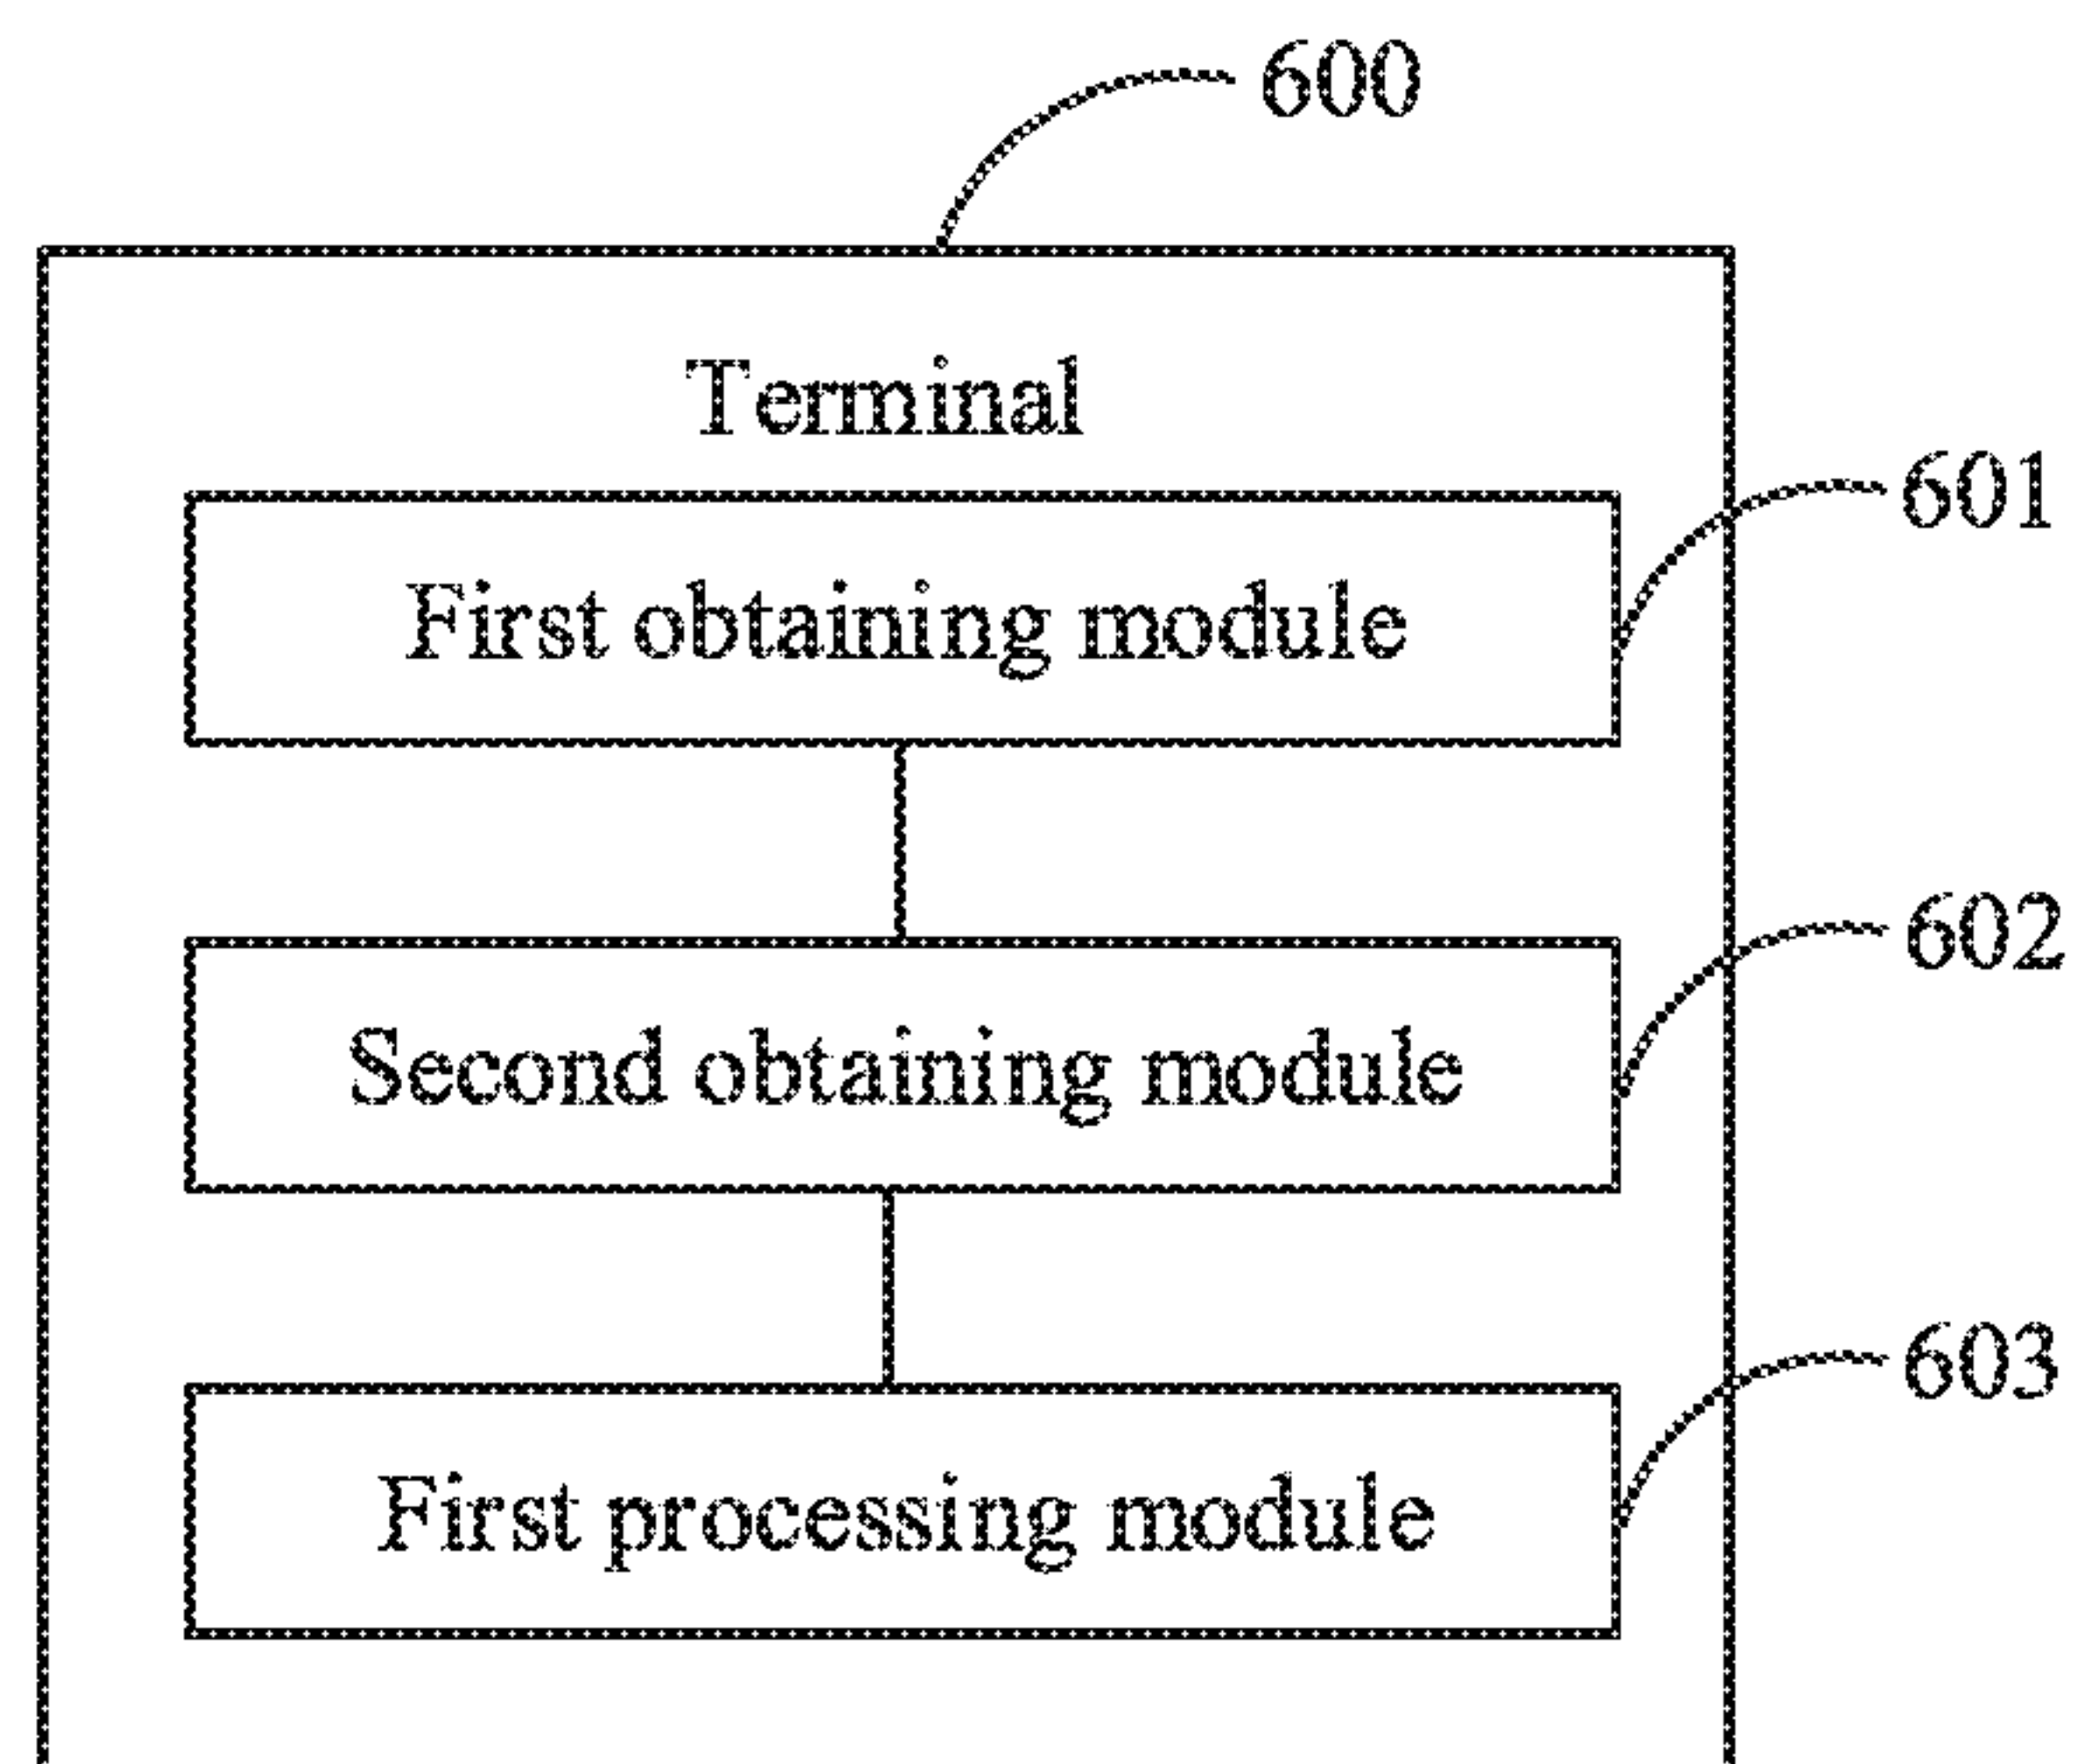 600
Terminal
601
First obtaining module
602
Second obtaining module
603
First processing module